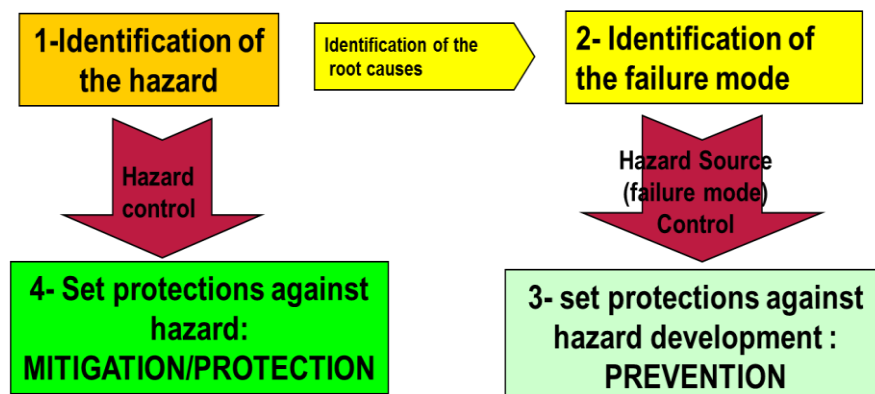 1-Identification of
the hazard
Identification of the
root causes
2- Identification of
the failure mode
Hazard
control
Hazard Source
(failure mode)
Control
4- Set protections against
hazard:
MITIGATION/PROTECTION
3- set protections against
hazard development :
PREVENTION